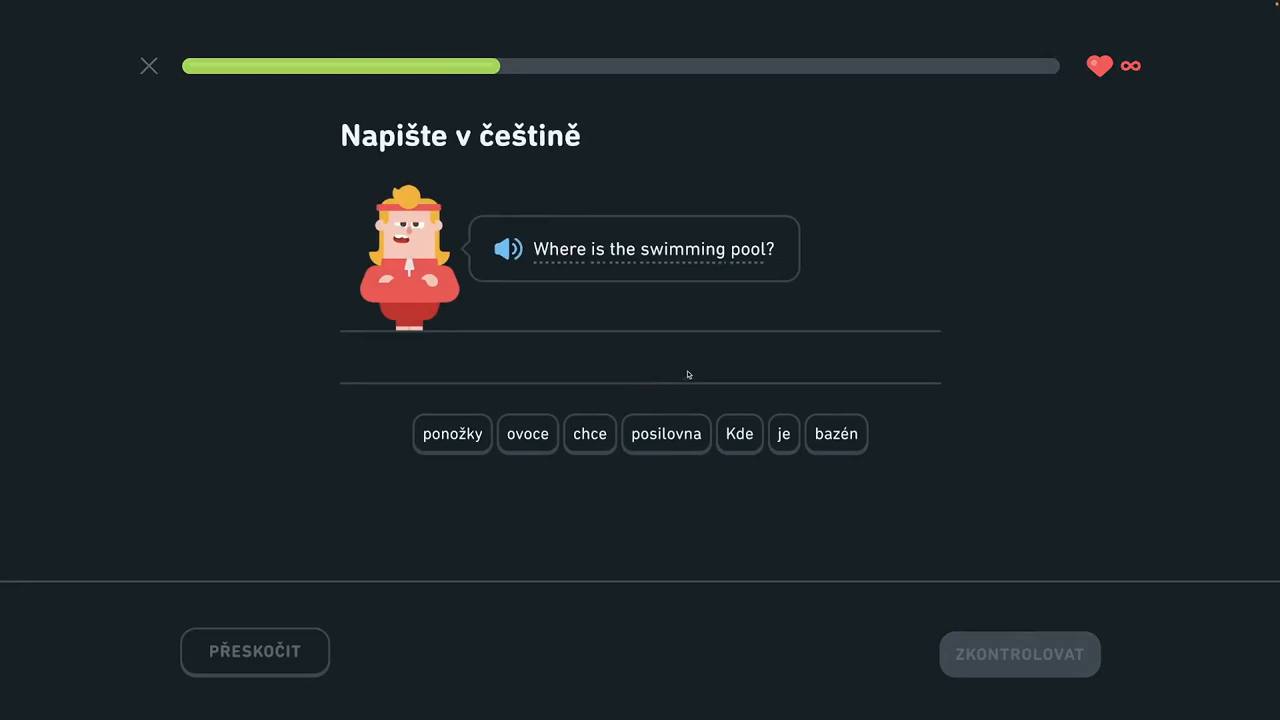 Napište v češtině
Where is the swimming pool?
ponožky ovoce chce posilovna Kde je bazén
PŘESKOČIT
ZKONTROLOVAT